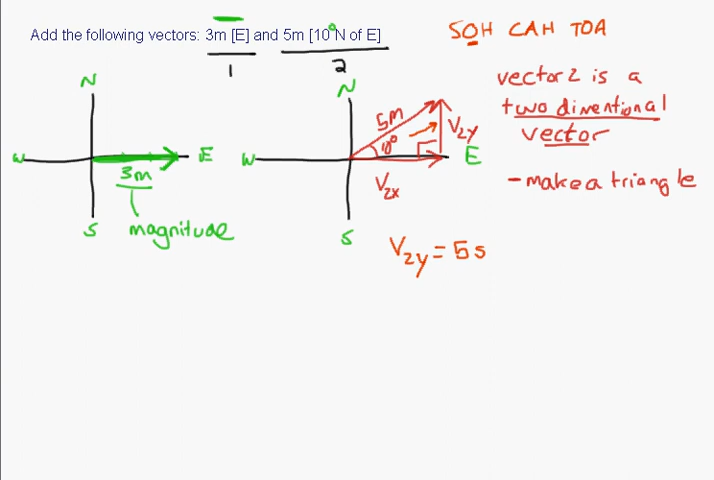 Add the following vectors: 3m [E] and 5m [10°N of E]
1
2
SOH CAH TOA
vector 2 is a
two dimentional
vector
- make a triangle
N
W
E
S
3m
magnitude
N
W
E
S
5m
10°
V2y
V2x
V2y = 5s